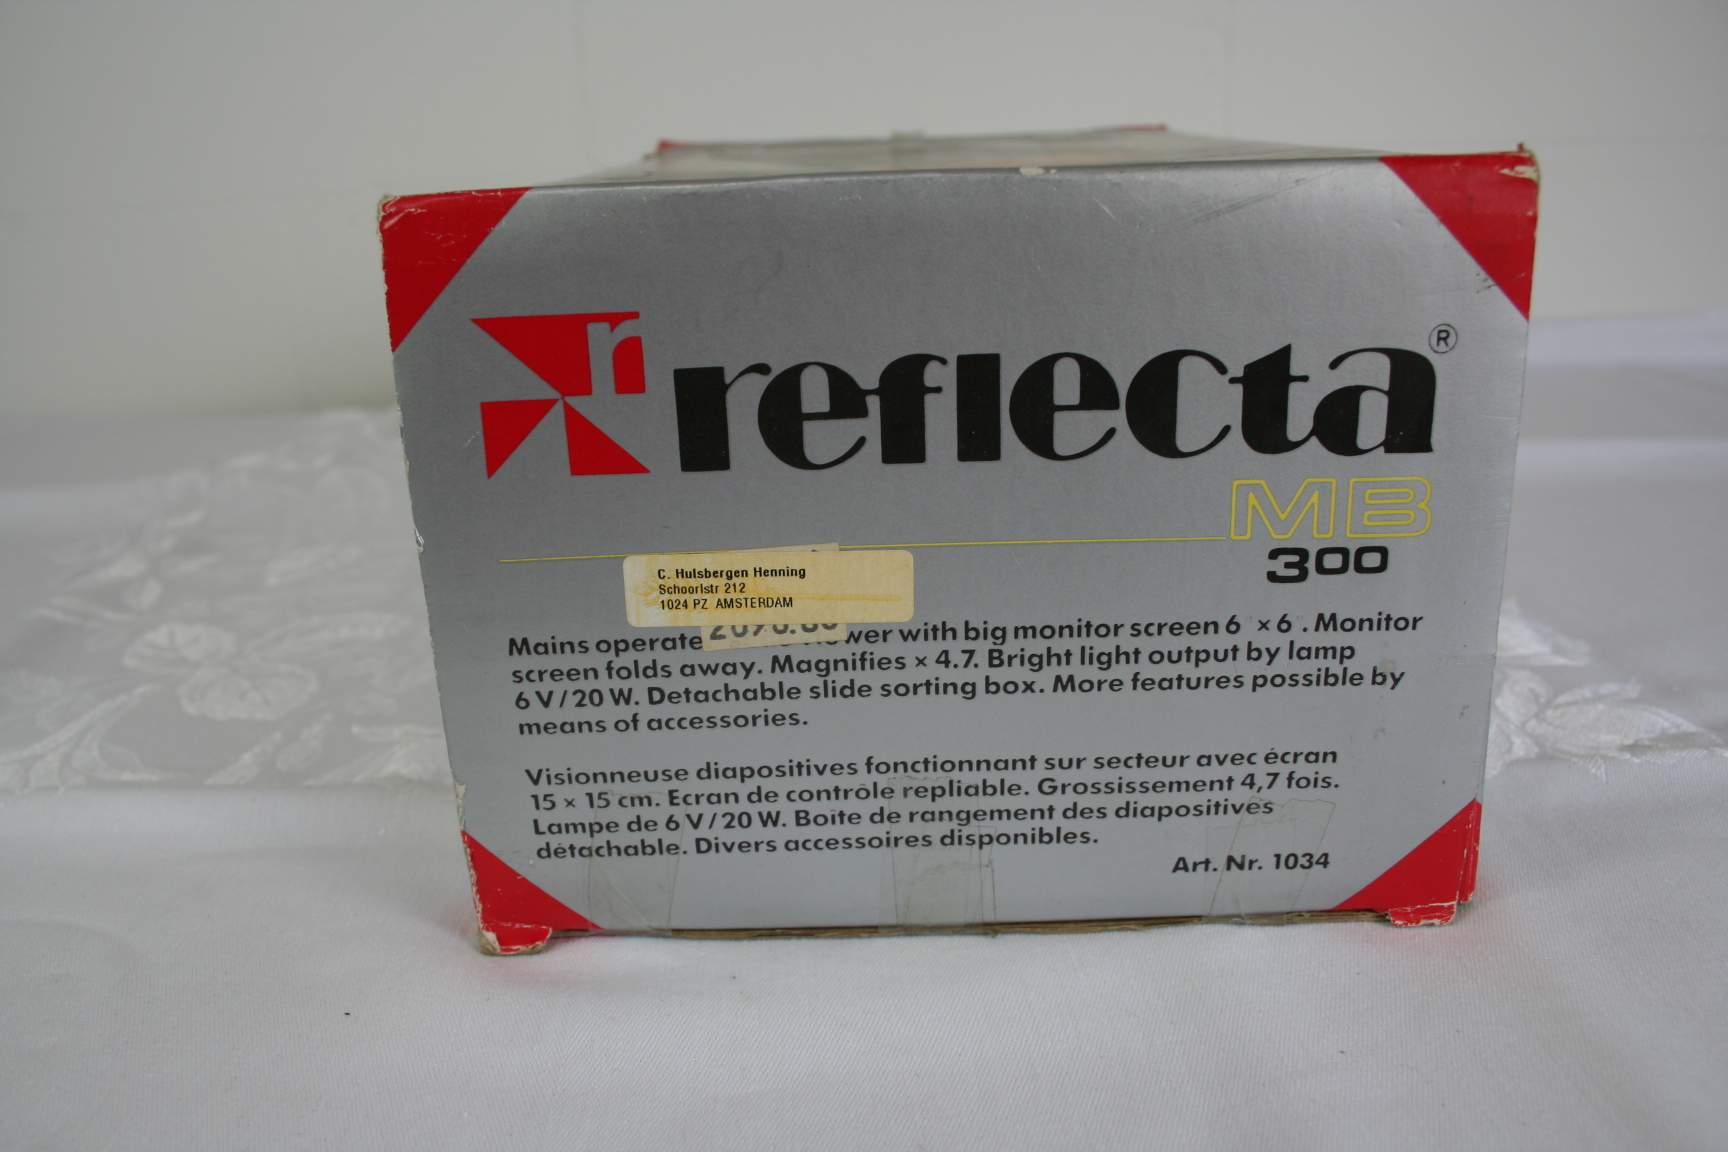 r reflecta ®
MB
300
C. Hulsbergen Henning
Schoorlstr 212
1024 PZ AMSTERDAM
Mains operate wer with big monitor screen 6 × 6 . Monitor
screen folds away. Magnifies × 4.7. Bright light output by lamp
6 V / 20 W. Detachable slide sorting box. More features possible by
means of accessories.
Visionneuse diapositives fonctionnant sur secteur avec écran
15 × 15 cm. Ecran de contrôle repliable. Grossissement 4,7 fois.
Lampe de 6 V / 20 W. Boite de rangement des diapositives
détachable. Divers accessoires disponibles.
Art. Nr. 1034